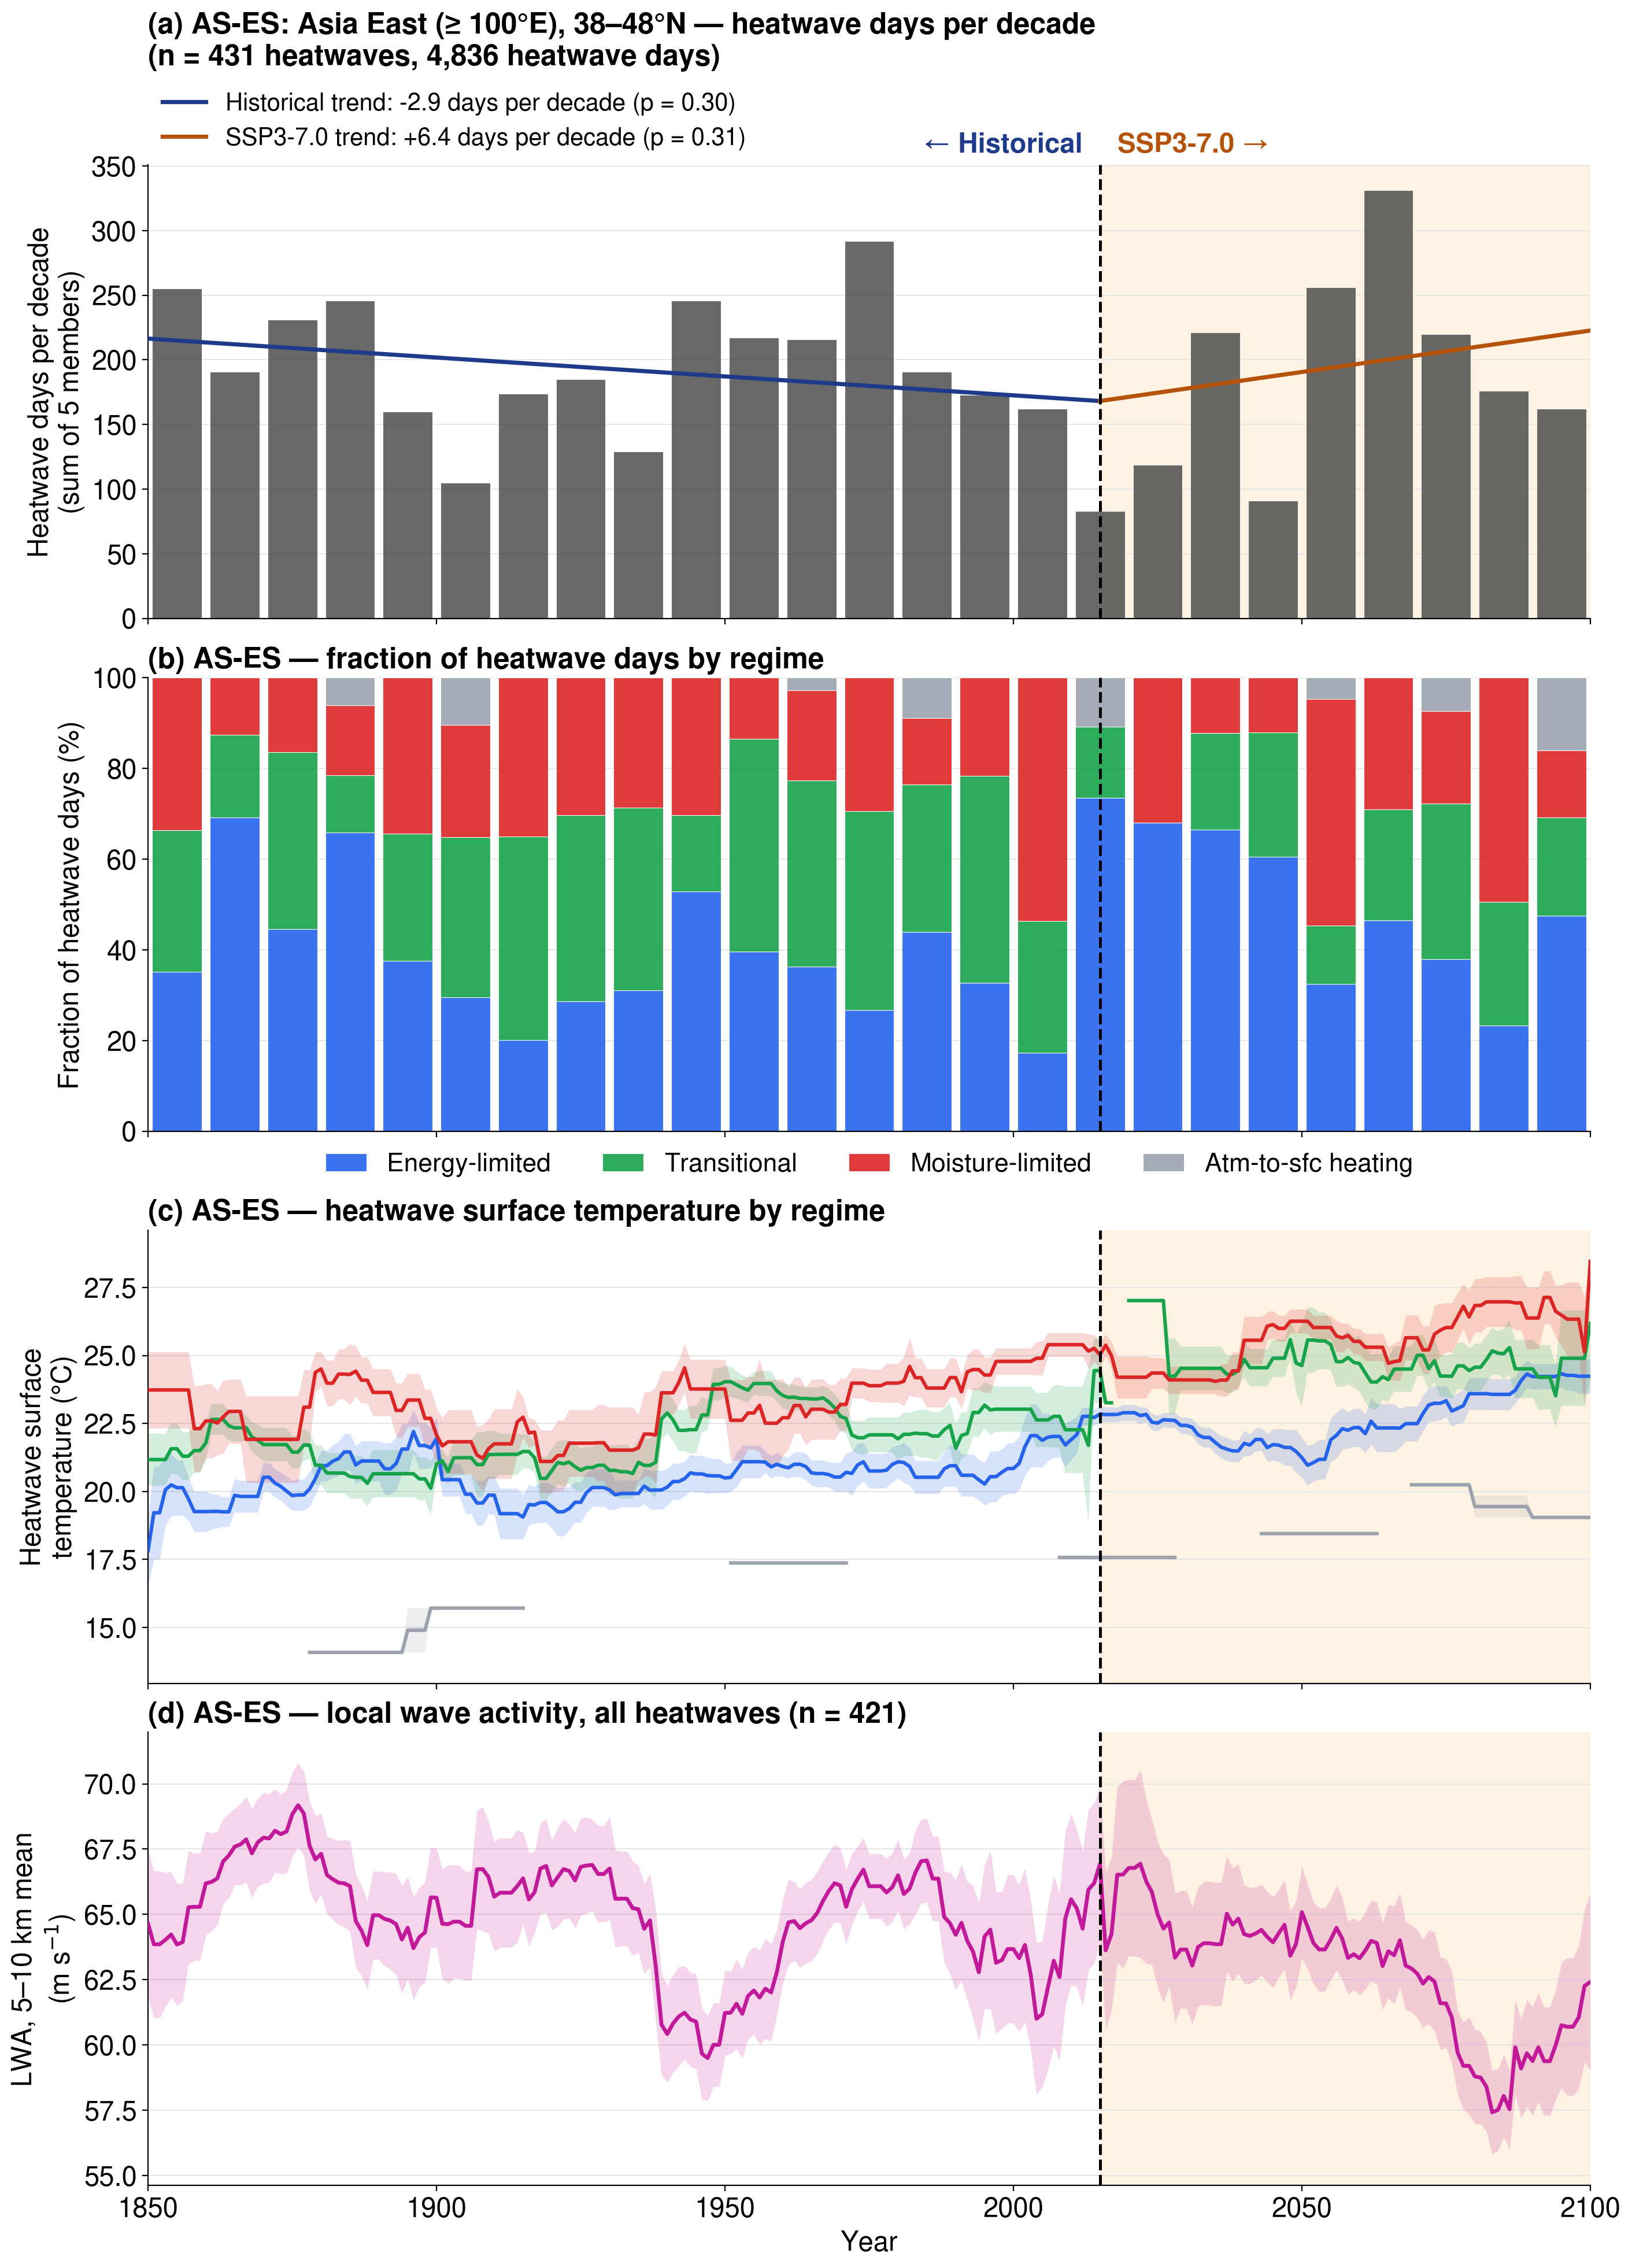 (a) AS-ES: Asia East (≥ 100°E), 38–48°N — heatwave days per decade
(n = 431 heatwaves, 4,836 heatwave days)
Historical trend: -2.9 days per decade (p = 0.30)
SSP3-7.0 trend: +6.4 days per decade (p = 0.31)
← Historical
SSP3-7.0 →
Heatwave days per decade
(sum of 5 members)
350
300
250
200
150
100
50
0
(b) AS-ES — fraction of heatwave days by regime
Fraction of heatwave days (%)
100
80
60
40
20
0
Energy-limited
Transitional
Moisture-limited
Atm-to-sfc heating
(c) AS-ES — heatwave surface temperature by regime
Heatwave surface
temperature (°C)
27.5
25.0
22.5
20.0
17.5
15.0
(d) AS-ES — local wave activity, all heatwaves (n = 421)
LWA, 5–10 km mean
(m s⁻¹)
70.0
67.5
65.0
62.5
60.0
57.5
55.0
1850
1900
1950
2000
2050
2100
Year